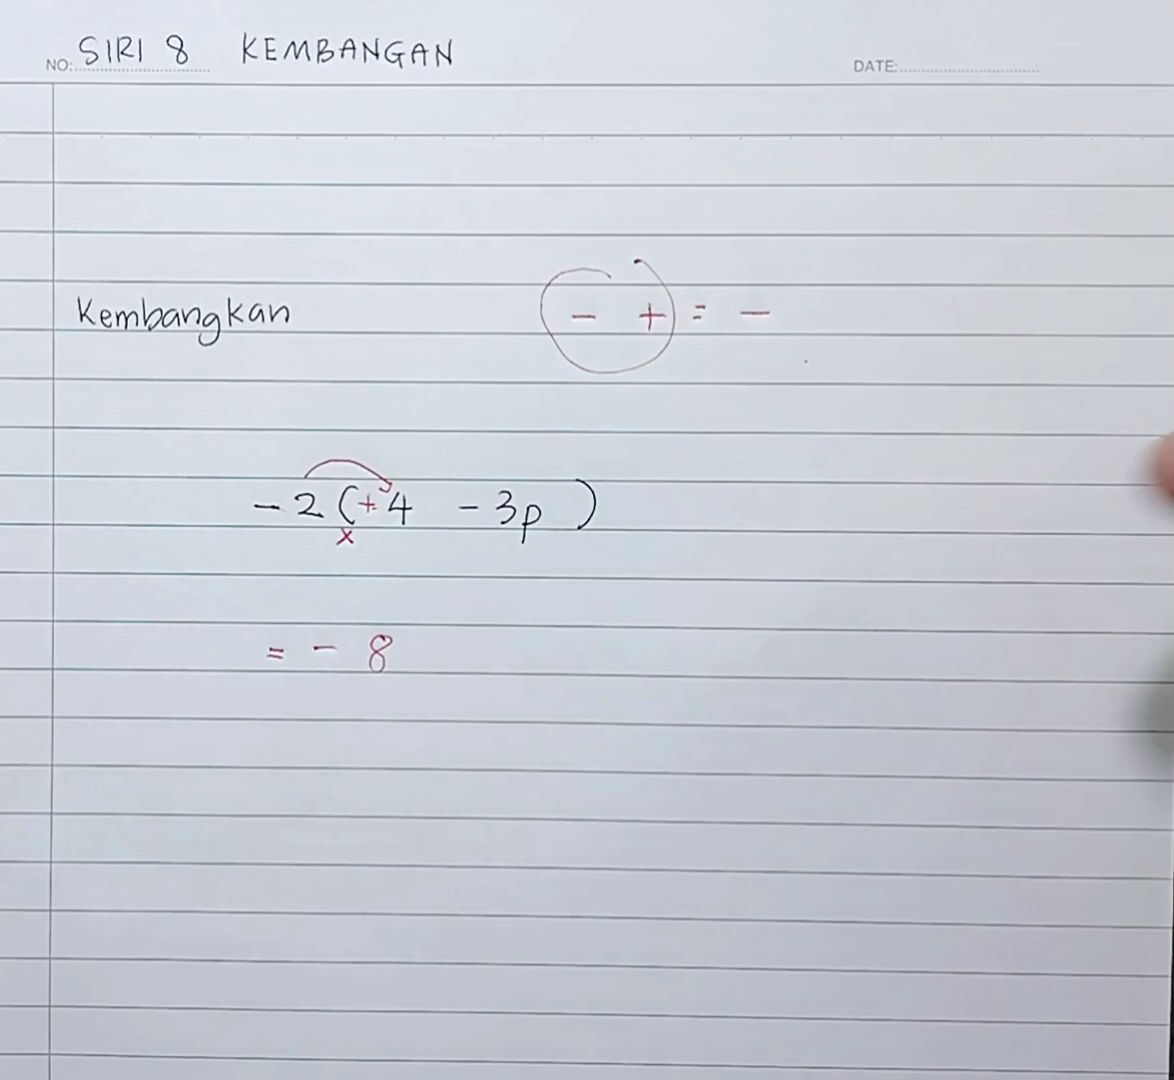 NO: SIRI 8 KEMBANGAN DATE:
Kembangkan - + = -
-2 (+4 - 3p )
x
= - 8